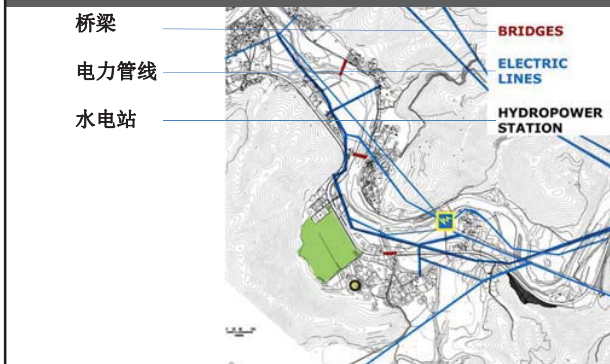 桥梁
电力管线
水电站
BRIDGES
ELECTRIC
LINES
HYDROPOWER
STATION